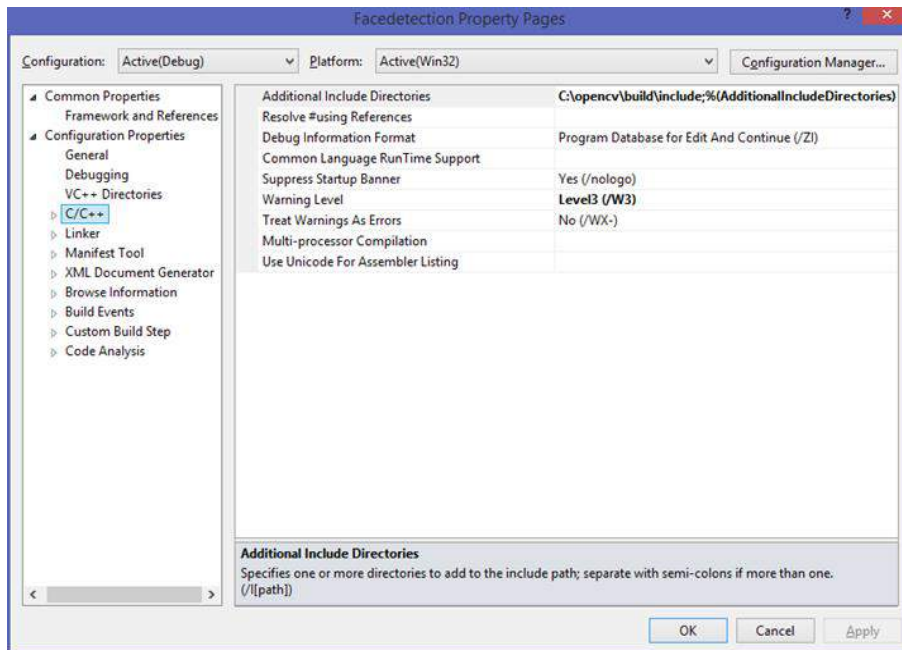 Facedetection Property Pages
? ×
Configuration: Active(Debug) Platform: Active(Win32) Configuration Manager...
Common Properties
Framework and References
Configuration Properties
General
Debugging
VC++ Directories
C/C++
Linker
Manifest Tool
XML Document Generator
Browse Information
Build Events
Custom Build Step
Code Analysis
Additional Include Directories C:\opencv\build\include;%(AdditionalIncludeDirectories)
Resolve #using References
Debug Information Format Program Database for Edit And Continue (/ZI)
Common Language RunTime Support
Suppress Startup Banner Yes (/nologo)
Warning Level Level3 (/W3)
Treat Warnings As Errors No (/WX-)
Multi-processor Compilation
Use Unicode For Assembler Listing
Additional Include Directories
Specifies one or more directories to add to the include path; separate with semi-colons if more than one.
(/I[path])
OK Cancel Apply